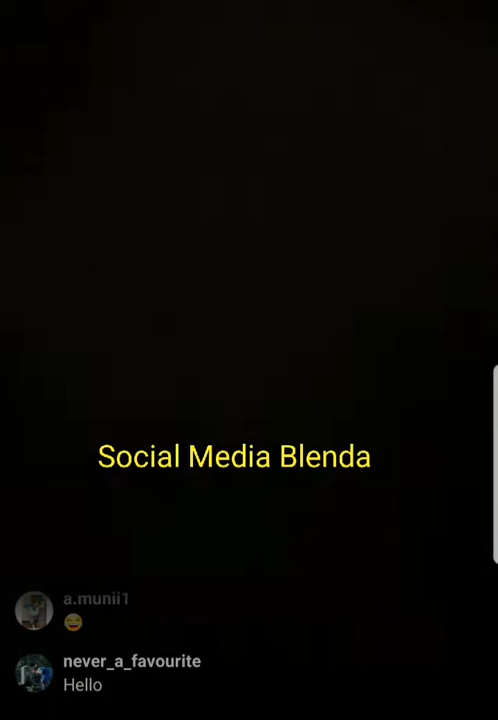 Social Media Blenda
a.munii1
😂
never_a_favourite
Hello